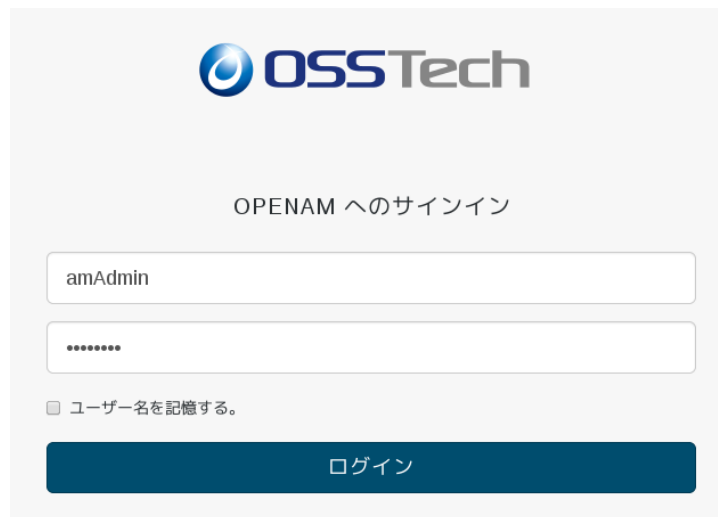 OSSTech
OPENAM へのサインイン
amAdmin
••••••••
ユーザー名を記憶する。
ログイン